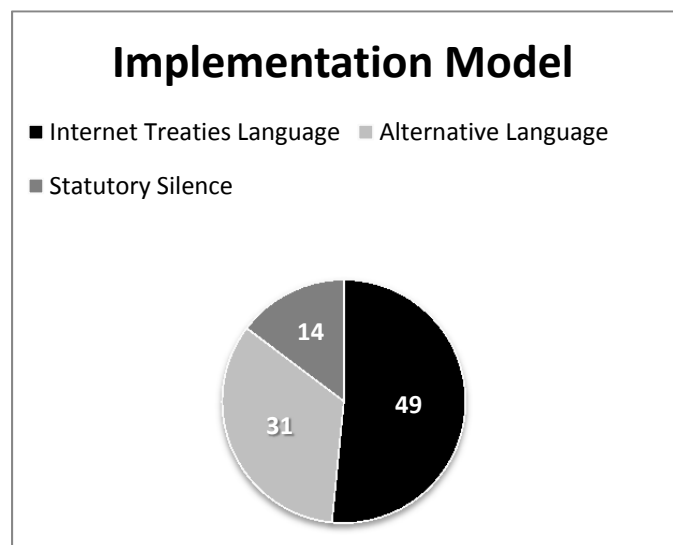 Implementation Model
Internet Treaties Language Alternative Language
Statutory Silence
14
49
31